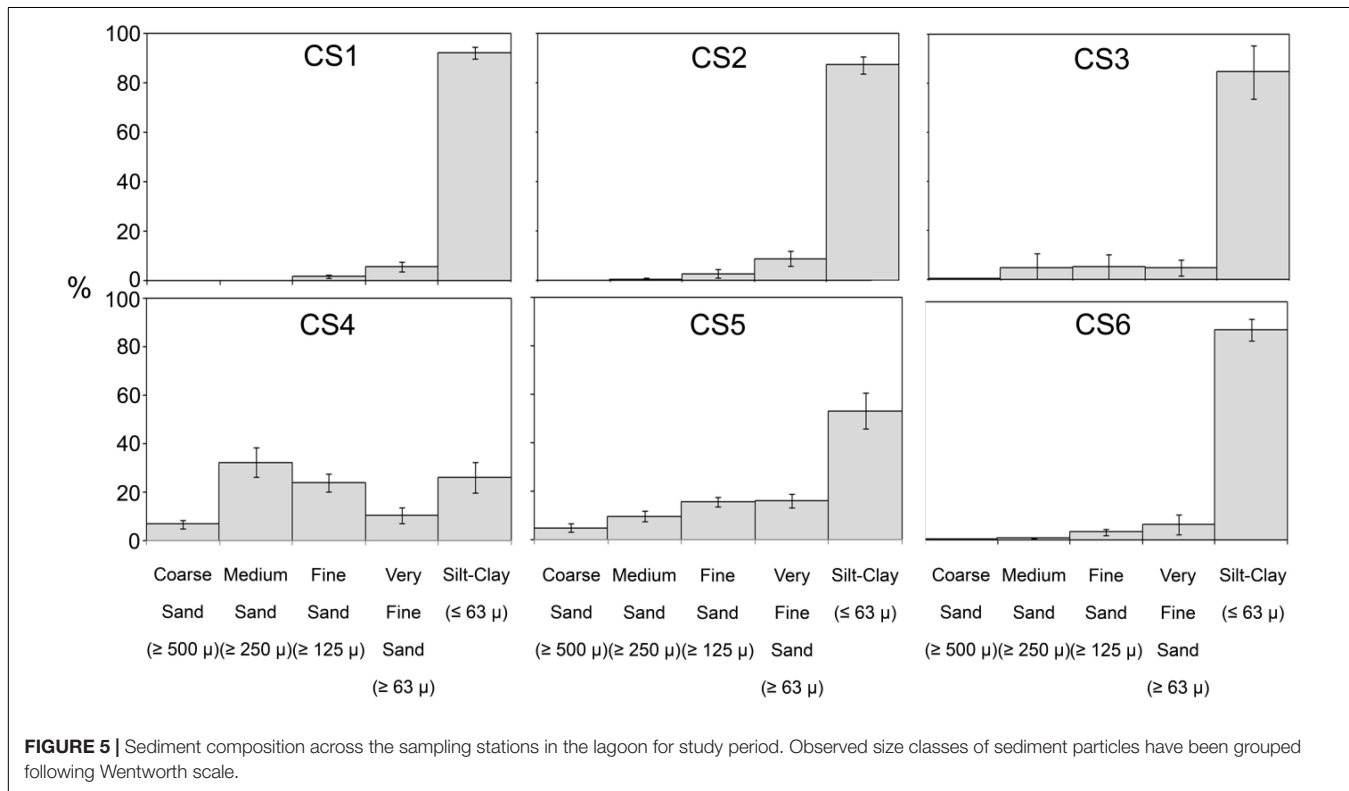 100
80
60
40
20
0
%
CS1
CS2
CS3
100
80
60
40
20
0
CS4
CS5
CS6
Coarse Medium Fine Very Silt-Clay Coarse Medium Fine Very Silt-Clay Coarse Medium Fine Very Silt-Clay
Sand Sand Sand Fine (≤ 63 μ) Sand Sand Sand Fine (≤ 63 μ) Sand Sand Sand Fine (≤ 63 μ)
(≥ 500 μ) (≥ 250 μ) (≥ 125 μ) Sand (≥ 500 μ) (≥ 250 μ) (≥ 125 μ) Sand (≥ 500 μ) (≥ 250 μ) (≥ 125 μ) Sand
(≥ 63 μ) (≥ 63 μ) (≥ 63 μ)
FIGURE 5 | Sediment composition across the sampling stations in the lagoon for study period. Observed size classes of sediment particles have been grouped
following Wentworth scale.